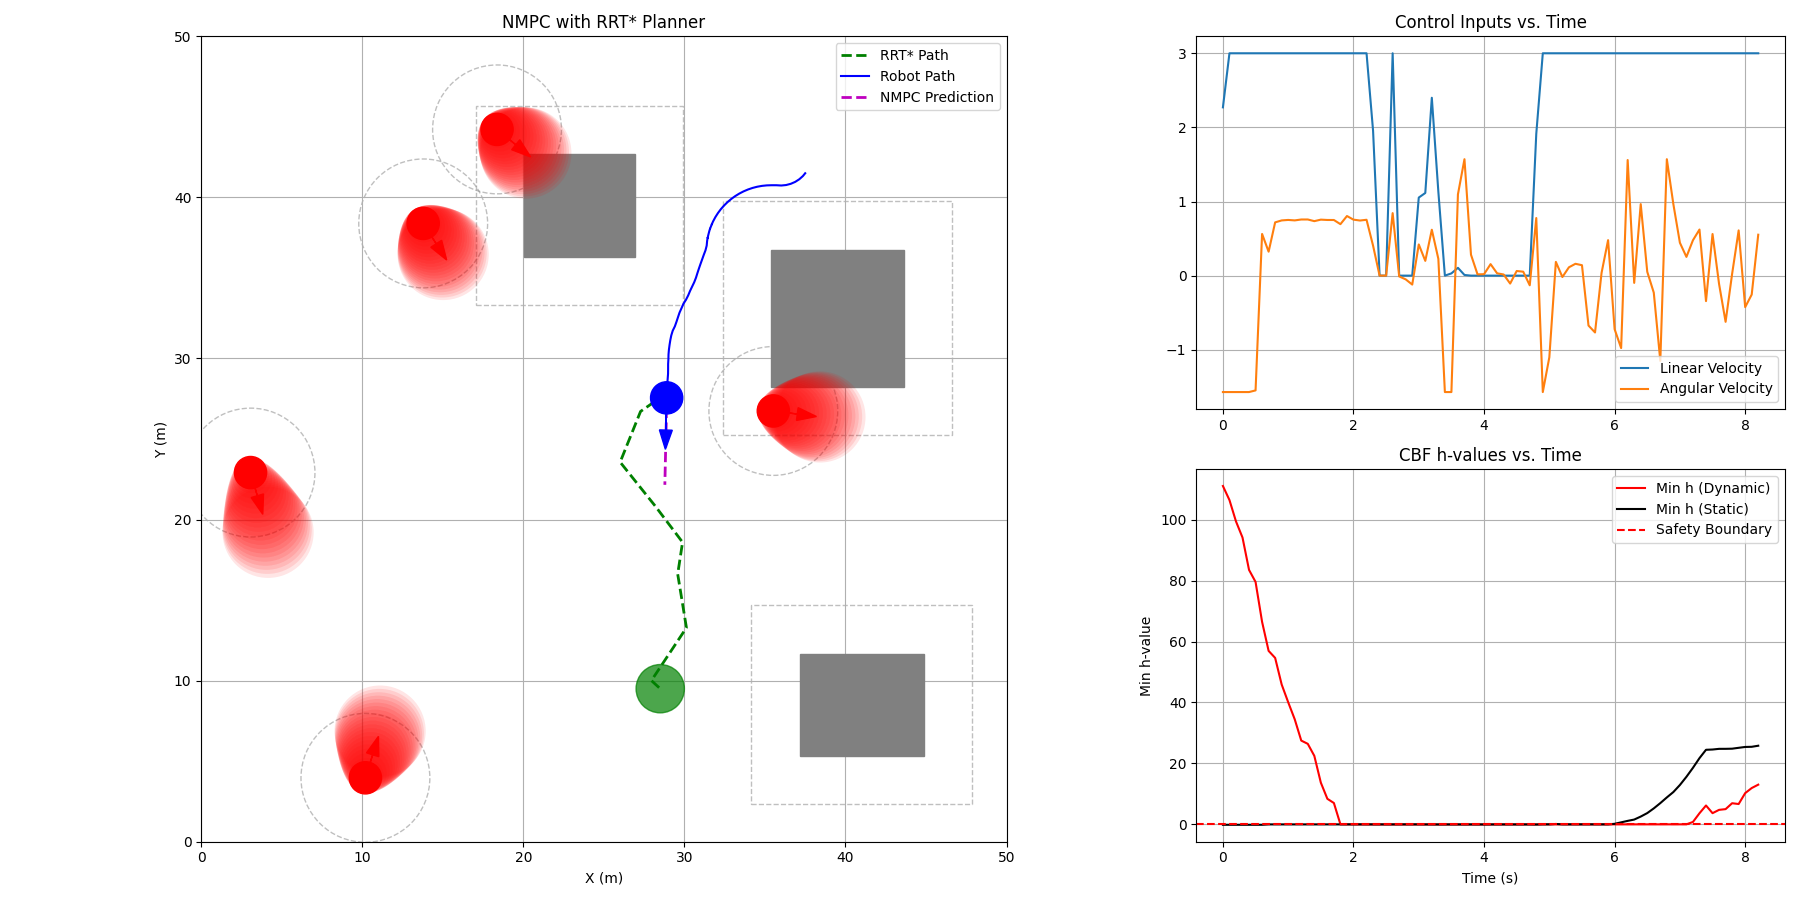 NMPC with RRT* Planner
RRT* Path
Robot Path
NMPC Prediction
50
40
30
20
10
0
Y (m)
0 10 20 30 40 50
X (m)
Control Inputs vs. Time
3
2
1
0
−1
Linear Velocity
Angular Velocity
0 2 4 6 8
CBF h-values vs. Time
Min h (Dynamic)
Min h (Static)
Safety Boundary
100
80
60
40
20
0
Min h-value
0 2 4 6 8
Time (s)